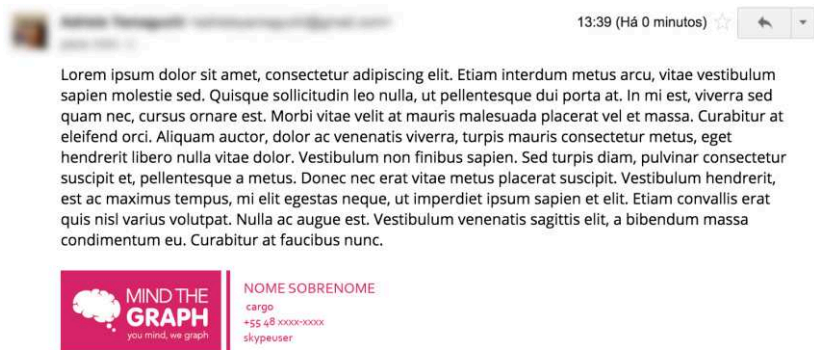 13:39 (Há 0 minutos)
Lorem ipsum dolor sit amet, consectetur adipiscing elit. Etiam interdum metus arcu, vitae vestibulum
sapien molestie sed. Quisque sollicitudin leo nulla, ut pellentesque dui porta at. In mi est, viverra sed
quam nec, cursus ornare est. Morbi vitae velit at mauris malesuada placerat vel et massa. Curabitur at
eleifend orci. Aliquam auctor, dolor ac venenatis viverra, turpis mauris consectetur metus, eget
hendrerit libero nulla vitae dolor. Vestibulum non finibus sapien. Sed turpis diam, pulvinar consectetur
suscipit et, pellentesque a metus. Donec nec erat vitae metus placerat suscipit. Vestibulum hendrerit,
est ac maximus tempus, mi elit egestas neque, ut imperdiet ipsum sapien et elit. Etiam convallis erat
quis nisl varius volutpat. Nulla ac augue est. Vestibulum venenatis sagittis elit, a bibendum massa
condimentum eu. Curabitur at faucibus nunc.
MIND THE
GRAPH
you mind, we graph
NOME SOBRENOME
cargo
+55 48 xxxx-xxxx
skypeuser